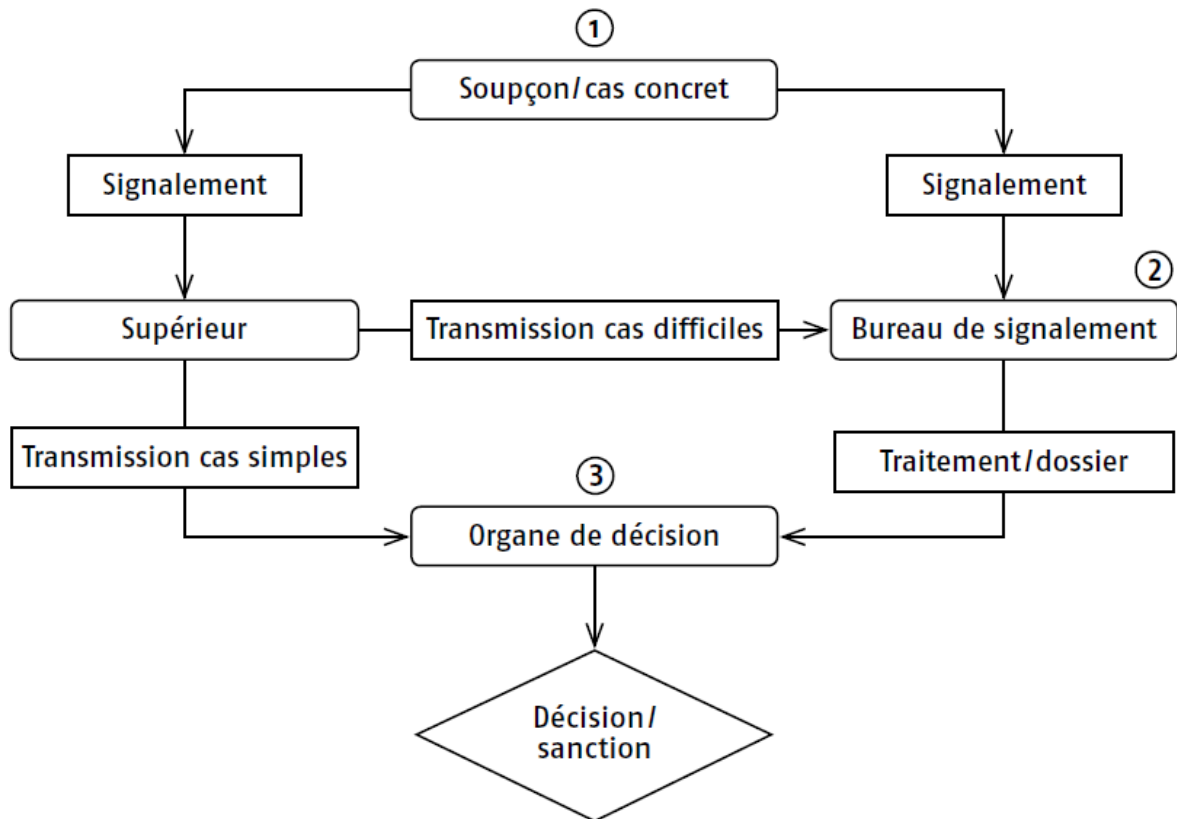 1
Soupçon/cas concret
Signalement
Signalement
2
Supérieur
Transmission cas difficiles
Bureau de signalement
Transmission cas simples
Traitement/dossier
3
Organe de décision
Décision/
sanction